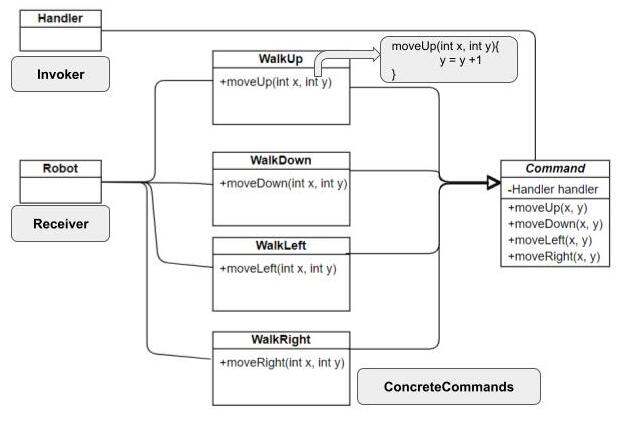 Handler
Invoker
WalkUp
+moveUp(int x, int y)
moveUp(int x, int y){
y = y +1
}
Robot
Receiver
WalkDown
+moveDown(int x, int y)
Command
-Handler handler
+moveUp(x, y)
+moveDown(x, y)
+moveLeft(x, y)
+moveRight(x, y)
WalkLeft
+moveLeft(int x, int y)
WalkRight
+moveRight(int x, int y)
ConcreteCommands